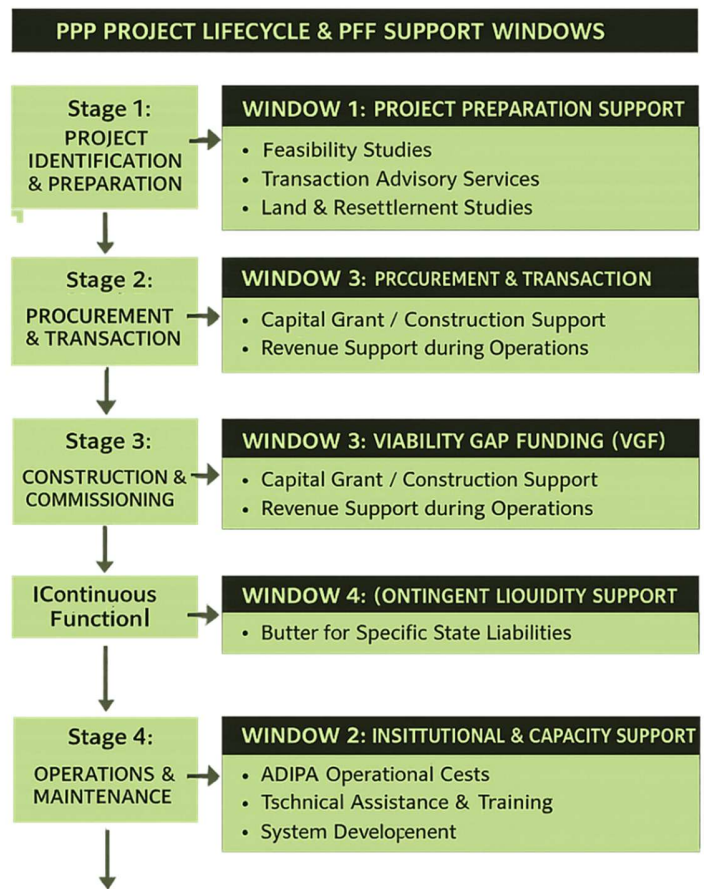 PPP PROJECT LIFECYCLE & PFF SUPPORT WINDOWS
Stage 1:
PROJECT
IDENTIFICATION
& PREPARATION
WINDOW 1: PROJECT PREPARATION SUPPORT
• Feasibility Studies
• Transaction Advisory Services
• Land & Resettlernent Studies
Stage 2:
PROCUREMENT
& TRANSACTION
WINDOW 3: PRCCUREMENT & TRANSACTION
• Capital Grant / Construction Support
• Revenue Support during Operations
Stage 3:
CONSTRUCTION &
COMMISSIONING
WINDOW 3: VIABILITY GAP FUNDING (VGF)
• Capital Grant / Construction Support
• Revenue Support during Operations
|Continuous
Function|
WINDOW 4: (ONTINGENT LIOUIDITY SUPPORT
• Butter for Specific State Liabilities
Stage 4:
OPERATIONS &
MAINTENANCE
WINDOW 2: INSITTUTIONAL & CAPACITY SUPPORT
• ADIPA Operational Cests
• Tschnical Assistance & Training
• System Developenent